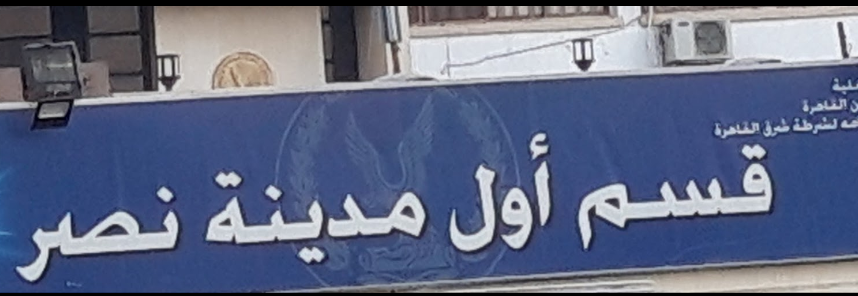 ن القاهرة
لشرطة شرق القاهرة
قسم أول مدينة نصر